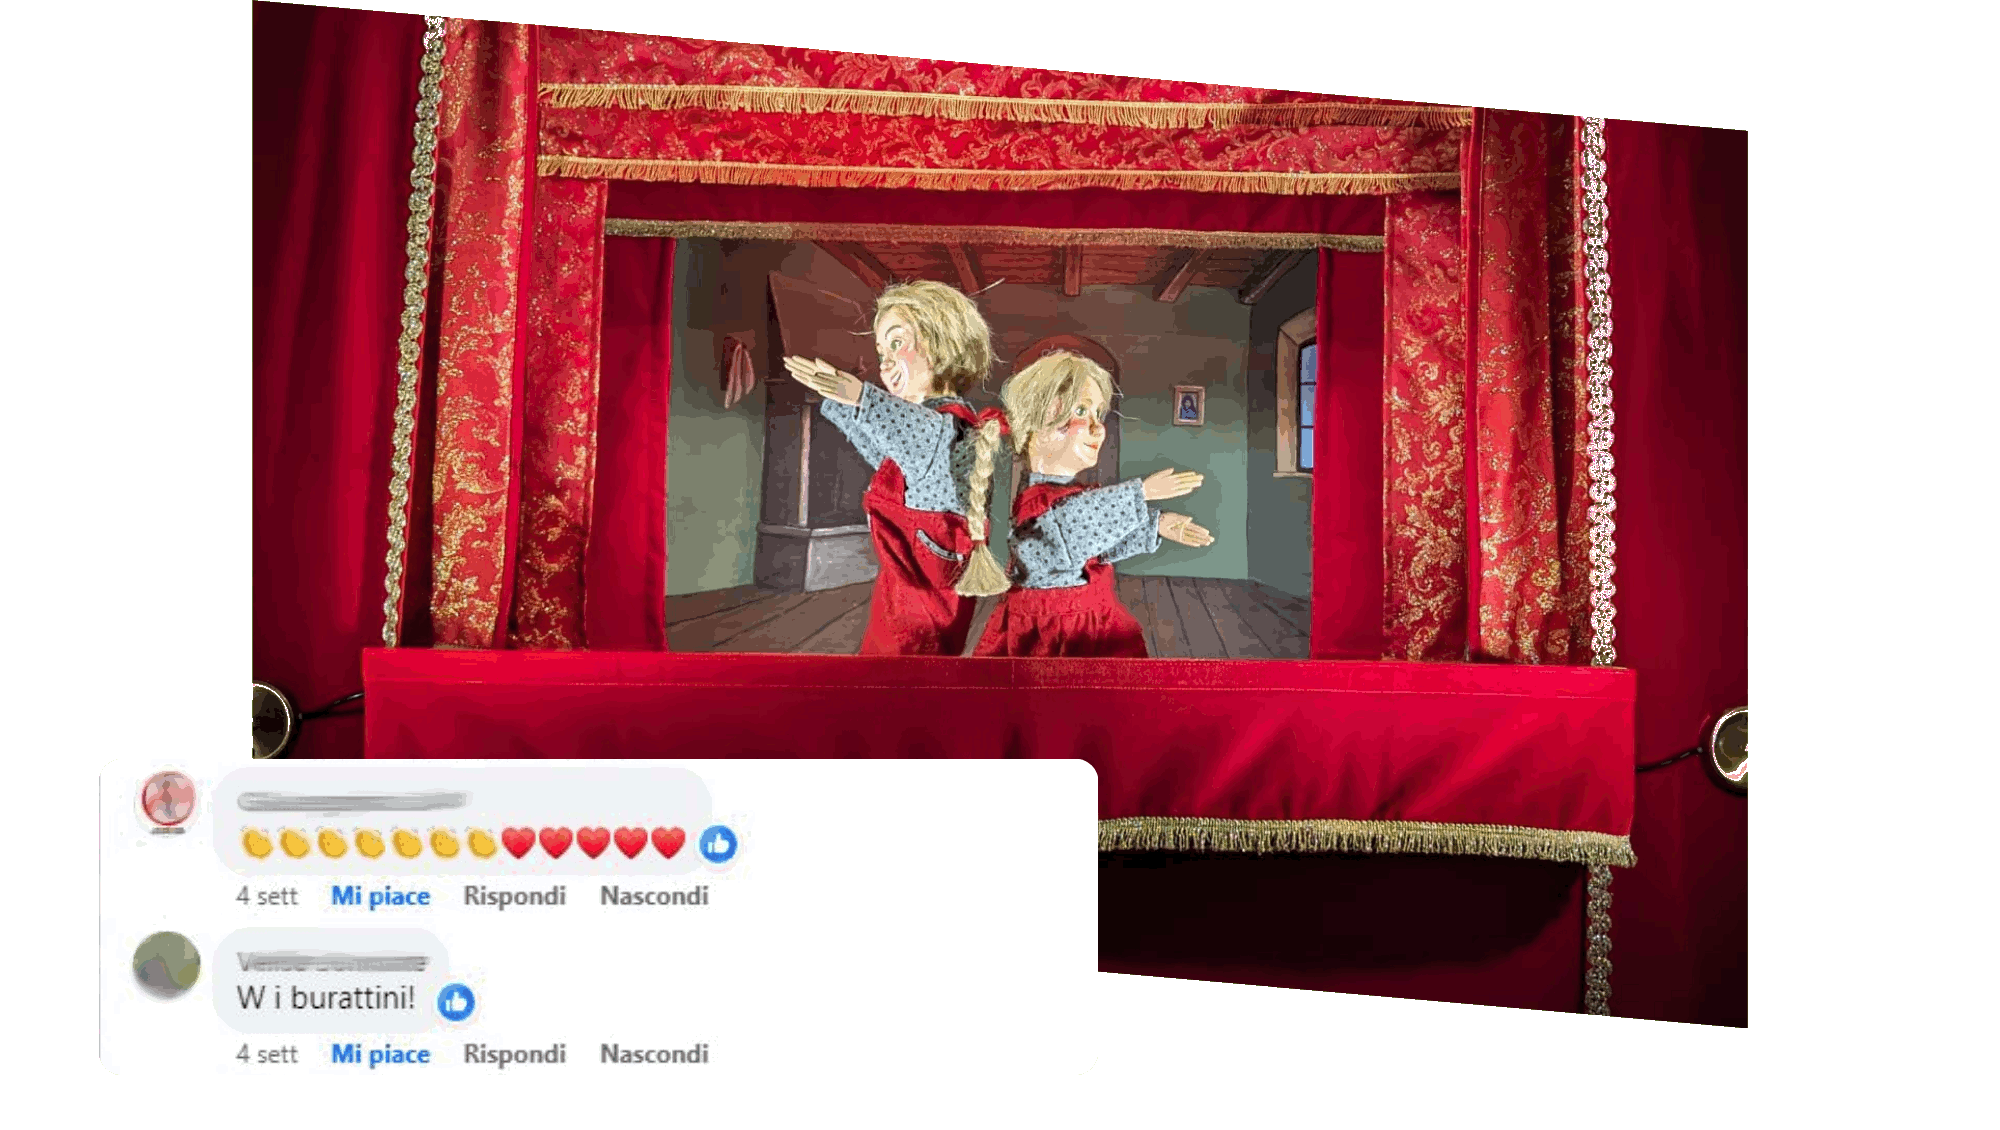 👏👏👏👏👏👏👏❤️❤️❤️❤️❤️
4 sett Mi piace Rispondi Nascondi
W i burattini!
4 sett Mi piace Rispondi Nascondi